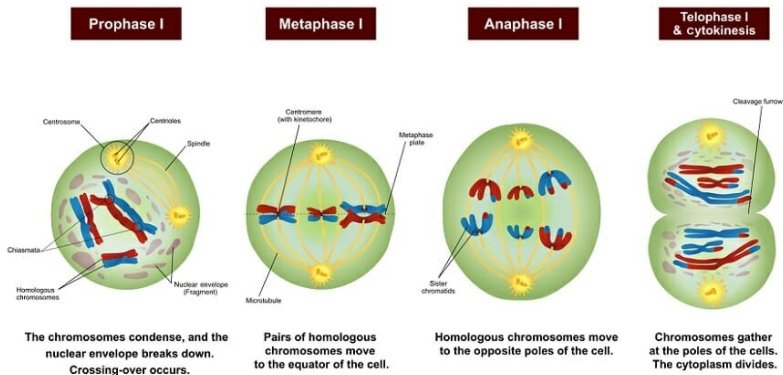 Prophase I
Metaphase I
Anaphase I
Telophase I
& cytokinesis
Centrosome
Centrioles
Spindle
Chiasmata
Homologous
chromosomes
Nuclear envelope
(Fragment)
Centromere
(with kinetochore)
Metaphase
plate
Microtubule
Sister
chromatids
Cleavage furrow
The chromosomes condense, and the
nuclear envelope breaks down.
Crossing-over occurs.
Pairs of homologous
chromosomes move
to the equator of the cell.
Homologous chromosomes move
to the opposite poles of the cell.
Chromosomes gather
at the poles of the cells.
The cytoplasm divides.